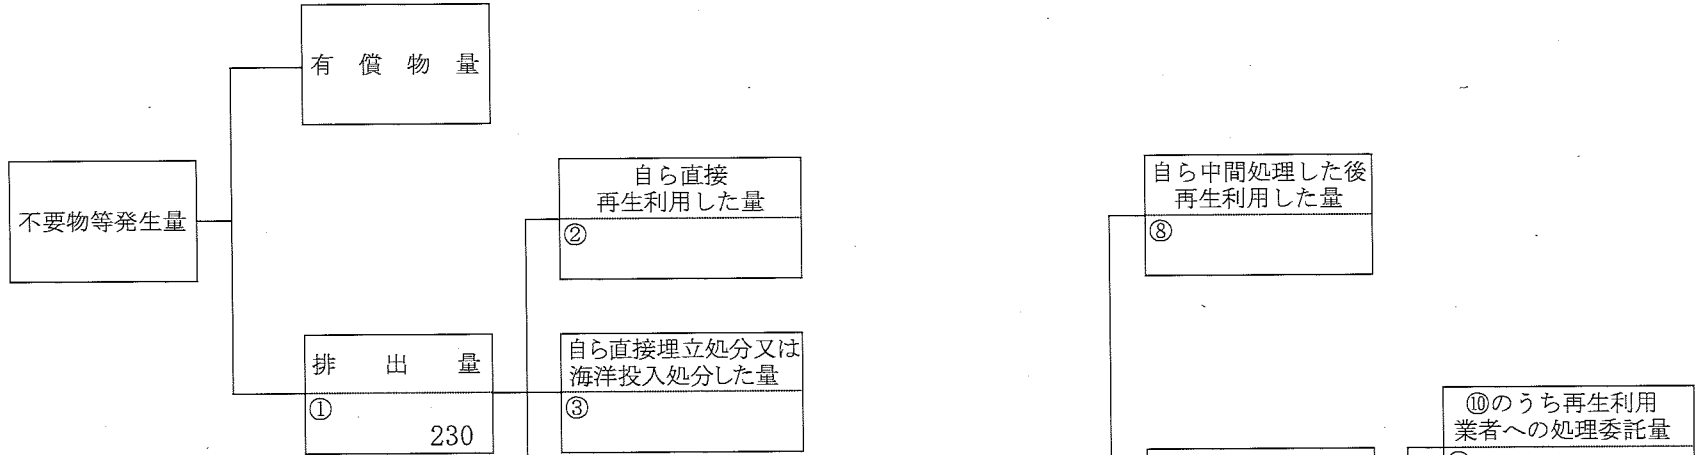 有償物量
不要物等発生量
自ら直接
再生利用した量
②
自ら中間処理した後
再生利用した量
⑧
排出量
①
230
自ら直接埋立処分又は
海洋投入処分した量
③
⑩のうち再生利用
業者への処理委託量